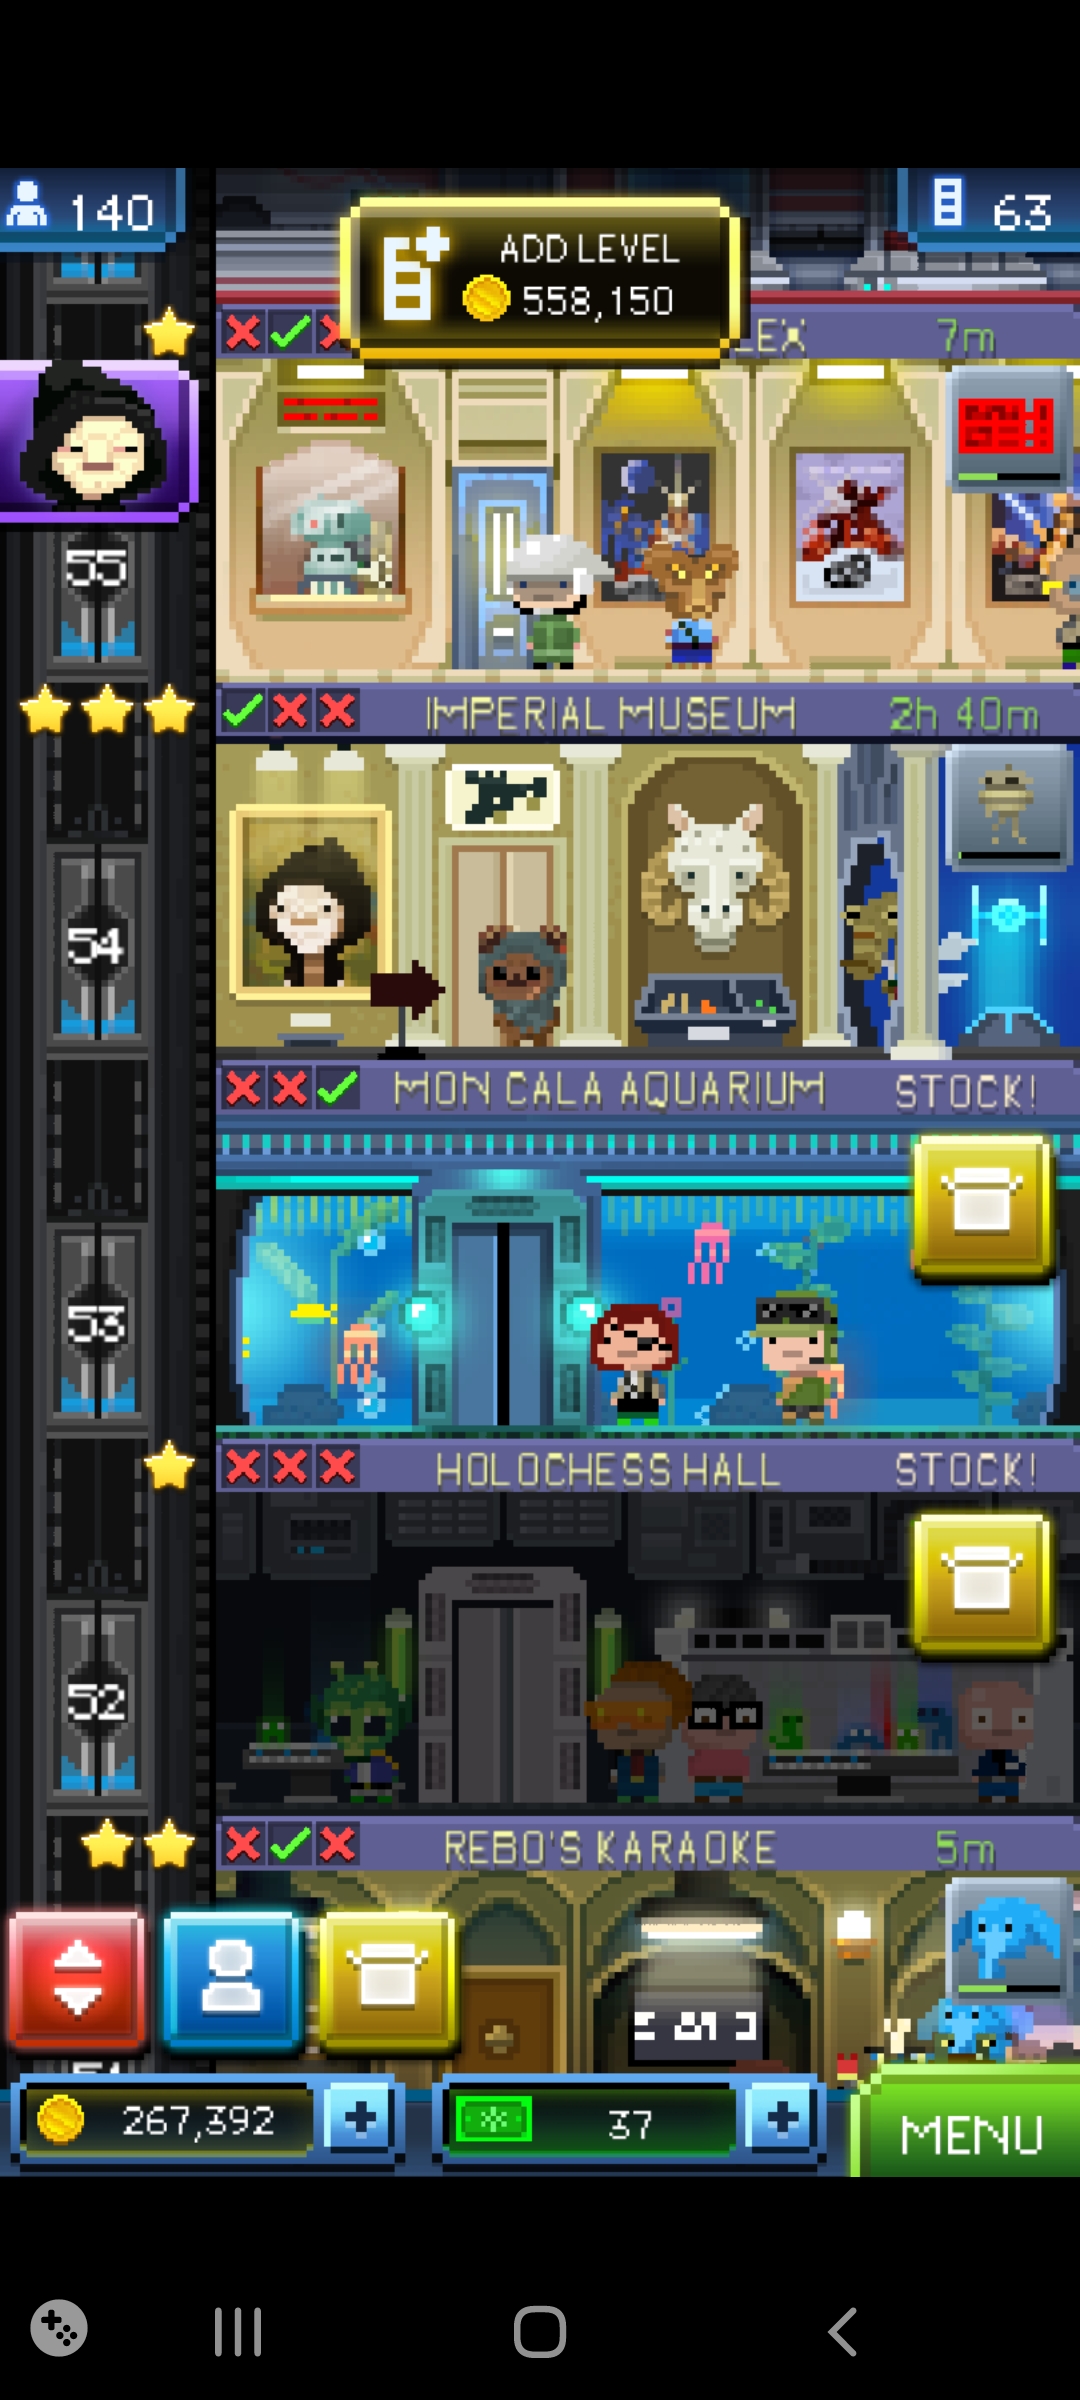 140
63
ADD LEVEL
558,150
LEX
7m
55
IMPERIAL MUSEUM
2h 40m
54
MON CALA AQUARIUM
STOCK!
53
HOLOCHESS HALL
STOCK!
52
REBO'S KARAOKE
5m
267,392
37
MENU